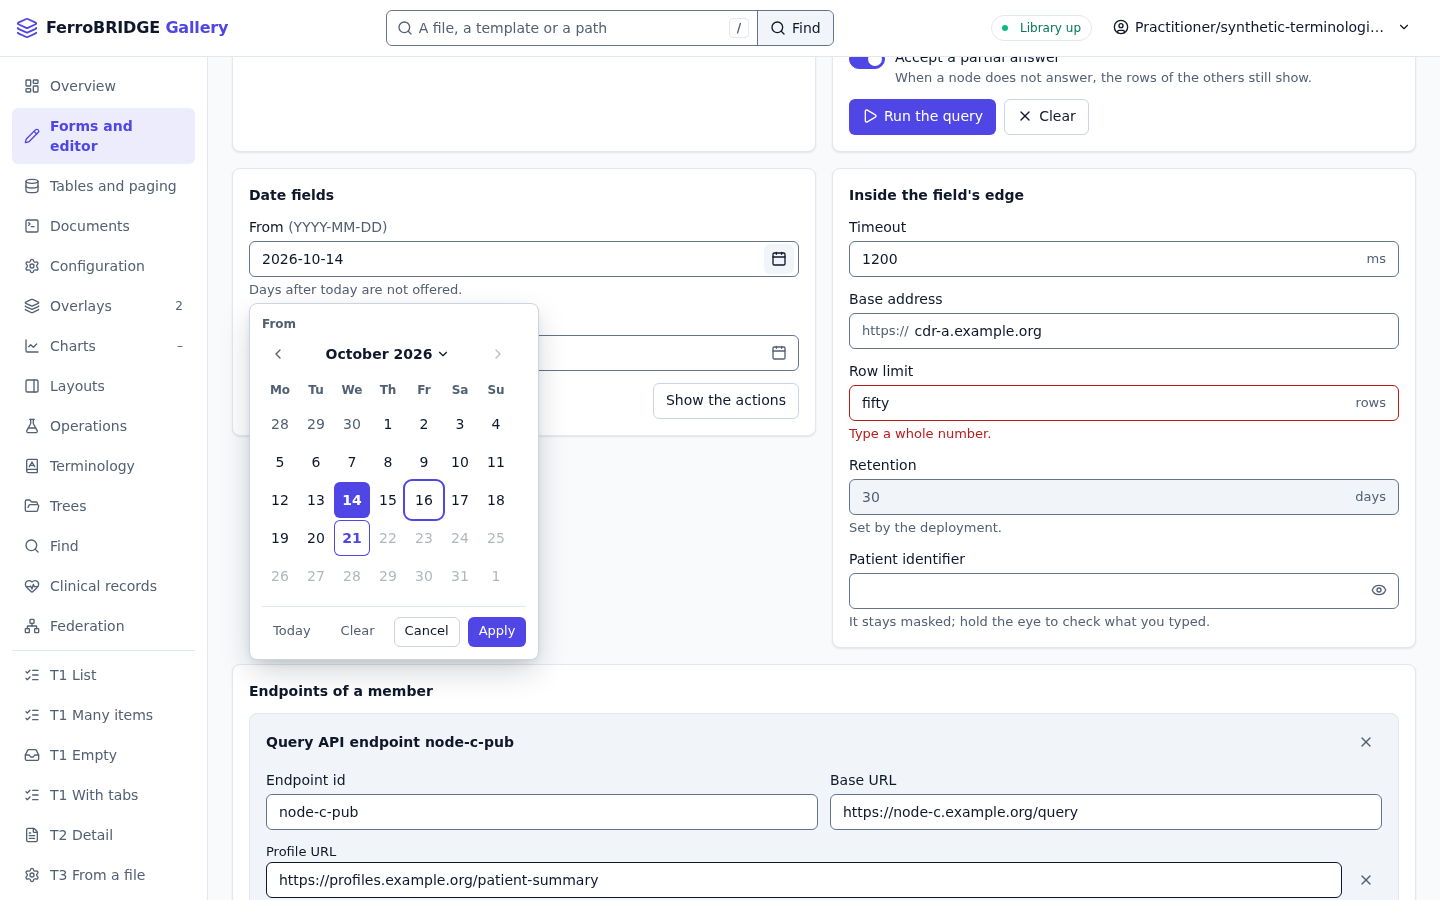 FerroBRIDGE Gallery
A file, a template or a path
/
Find
Library up
Practitioner/synthetic-terminologi...
Overview
Forms and
editor
Tables and paging
Documents
Configuration
Overlays
2
Charts
–
Layouts
Operations
Terminology
Trees
Find
Clinical records
Federation
T1 List
T1 Many items
T1 Empty
T1 With tabs
T2 Detail
T3 From a file
Accept a partial answer
When a node does not answer, the rows of the others still show.
Run the query
Clear
Date fields
From (YYYY-MM-DD)
2026-10-14
Days after today are not offered.
From
October 2026
Mo Tu We Th Fr Sa Su
28 29 30 1 2 3 4
5 6 7 8 9 10 11
12 13 14 15 16 17 18
19 20 21 22 23 24 25
26 27 28 29 30 31 1
Today
Clear
Cancel
Apply
Show the actions
Inside the field's edge
Timeout
1200
ms
Base address
https:// cdr-a.example.org
Row limit
fifty
rows
Type a whole number.
Retention
30
days
Set by the deployment.
Patient identifier
It stays masked; hold the eye to check what you typed.
Endpoints of a member
Query API endpoint node-c-pub
Endpoint id
node-c-pub
Base URL
https://node-c.example.org/query
Profile URL
https://profiles.example.org/patient-summary